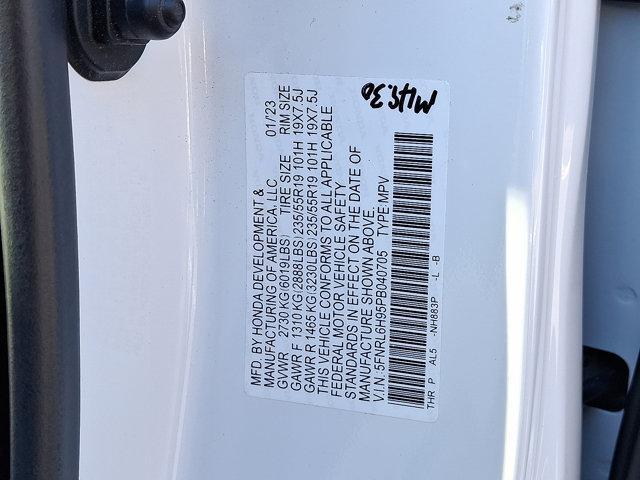 MFD. BY HONDA DEVELOPMENT &
MANUFACTURING OF AMERICA, LLC 01/'23
GVWR 2730 KG(6019LBS) TIRE SIZE RIM SIZE
GAWR F 1310 KG(2888LBS)235/55R19 101H 19X7.5J
GAWR R 1465 KG(3230LBS)235/55R19 101H 19X7.5J
THIS VEHICLE CONFORMS TO ALL APPLICABLE
FEDERAL MOTOR VEHICLE SAFETY
STANDARDS IN EFFECT ON THE DATE OF
MANUFACTURE SHOWN ABOVE.
V.I.N. 5FNRL6H95PB040705 TYPE MPV
THR P AL5 -NH883P -L -B